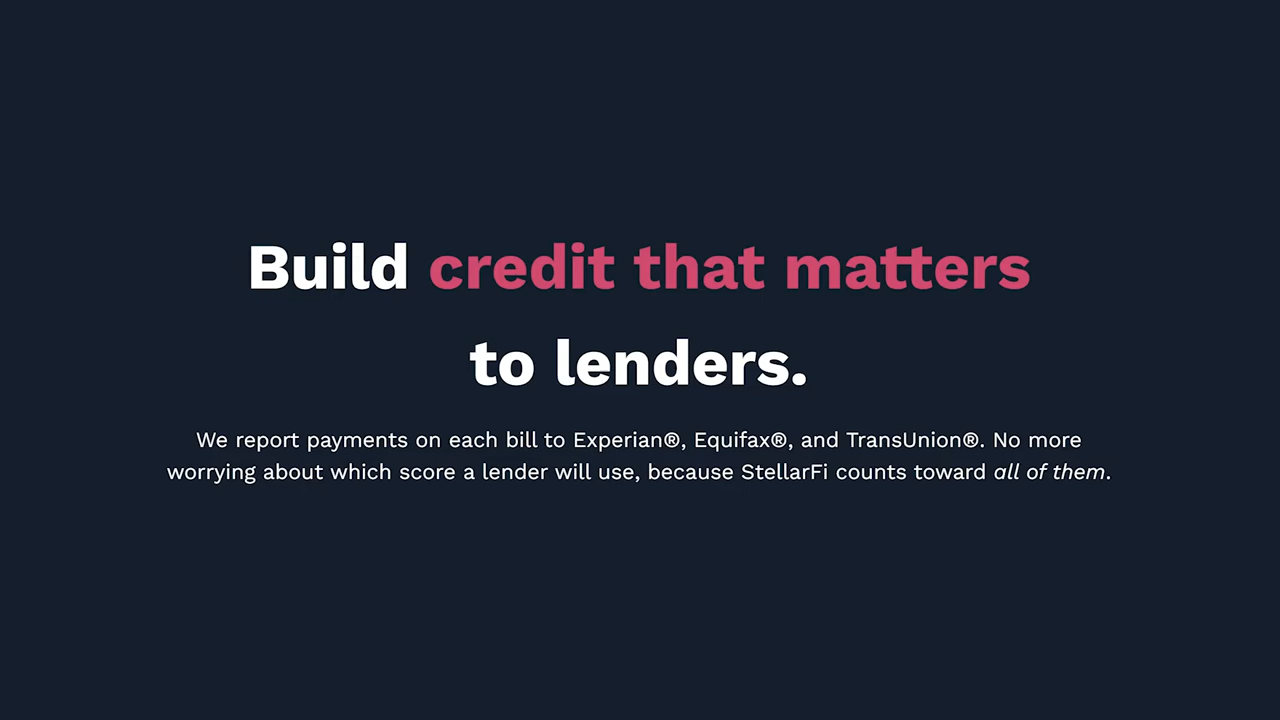 Build credit that matters
to lenders.
We report payments on each bill to Experian®, Equifax®, and TransUnion®. No more
worrying about which score a lender will use, because StellarFi counts toward all of them.